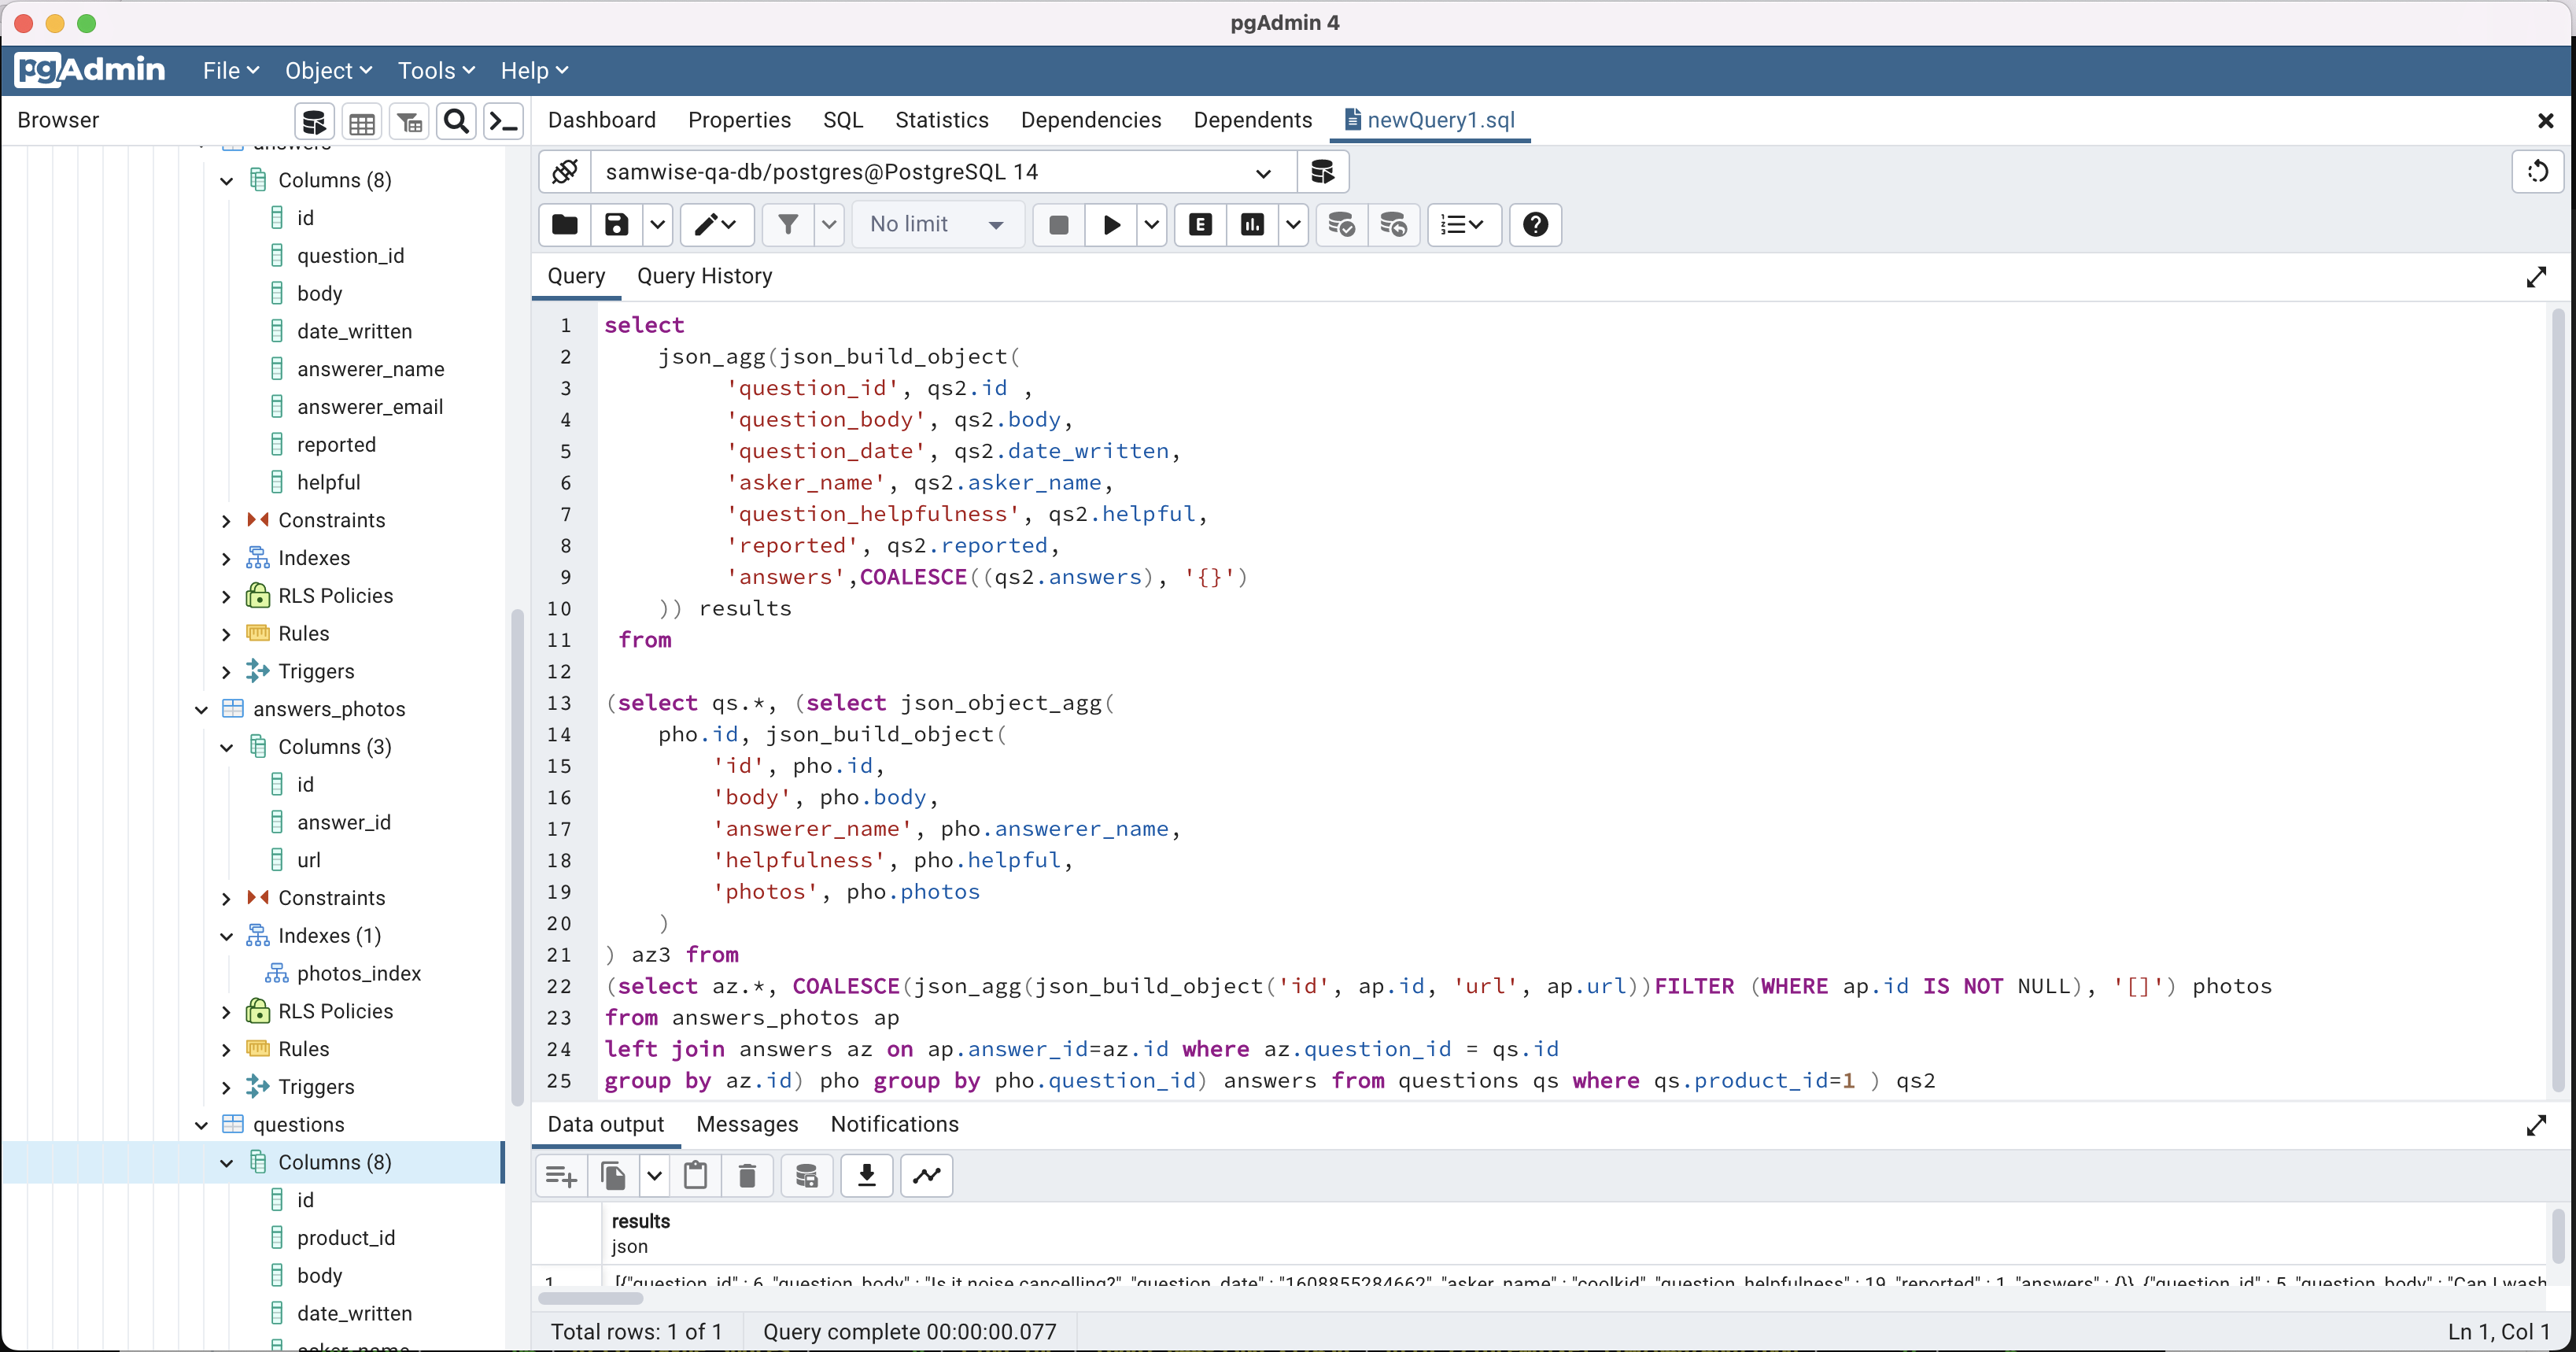 pgAdmin 4
pgAdmin File Object Tools Help
Browser
Dashboard Properties SQL Statistics Dependencies Dependents newQuery1.sql
answers
Columns (8)
id
question_id
body
date_written
answerer_name
answerer_email
reported
helpful
Constraints
Indexes
RLS Policies
Rules
Triggers
answers_photos
Columns (3)
id
answer_id
url
Constraints
Indexes (1)
photos_index
RLS Policies
Rules
Triggers
questions
Columns (8)
id
product_id
body
date_written
asker_name
samwise-qa-db/postgres@PostgreSQL 14
No limit
E
Query Query History
1 select
2 json_agg(json_build_object(
3 'question_id', qs2.id ,
4 'question_body', qs2.body,
5 'question_date', qs2.date_written,
6 'asker_name', qs2.asker_name,
7 'question_helpfulness', qs2.helpful,
8 'reported', qs2.reported,
9 'answers',COALESCE((qs2.answers), '{}')
10 )) results
11 from
12
13 (select qs.*, (select json_object_agg(
14 pho.id, json_build_object(
15 'id', pho.id,
16 'body', pho.body,
17 'answerer_name', pho.answerer_name,
18 'helpfulness', pho.helpful,
19 'photos', pho.photos
20 )
21 ) az3 from
22 (select az.*, COALESCE(json_agg(json_build_object('id', ap.id, 'url', ap.url))FILTER (WHERE ap.id IS NOT NULL), '[]') photos
23 from answers_photos ap
24 left join answers az on ap.answer_id=az.id where az.question_id = qs.id
25 group by az.id) pho group by pho.question_id) answers from questions qs where qs.product_id=1 ) qs2
Data output Messages Notifications
results
json
1 [{"question_id" : 6, "question_body" : "Is it noise cancelling?", "question_date" : "1608855284662", "asker_name" : "coolkid", "question_helpfulness" : 19, "reported" : 1, "answers" : {}}, {"question_id" : 5, "question_body" : "Can I wash
Total rows: 1 of 1 Query complete 00:00:00.077 Ln 1, Col 1